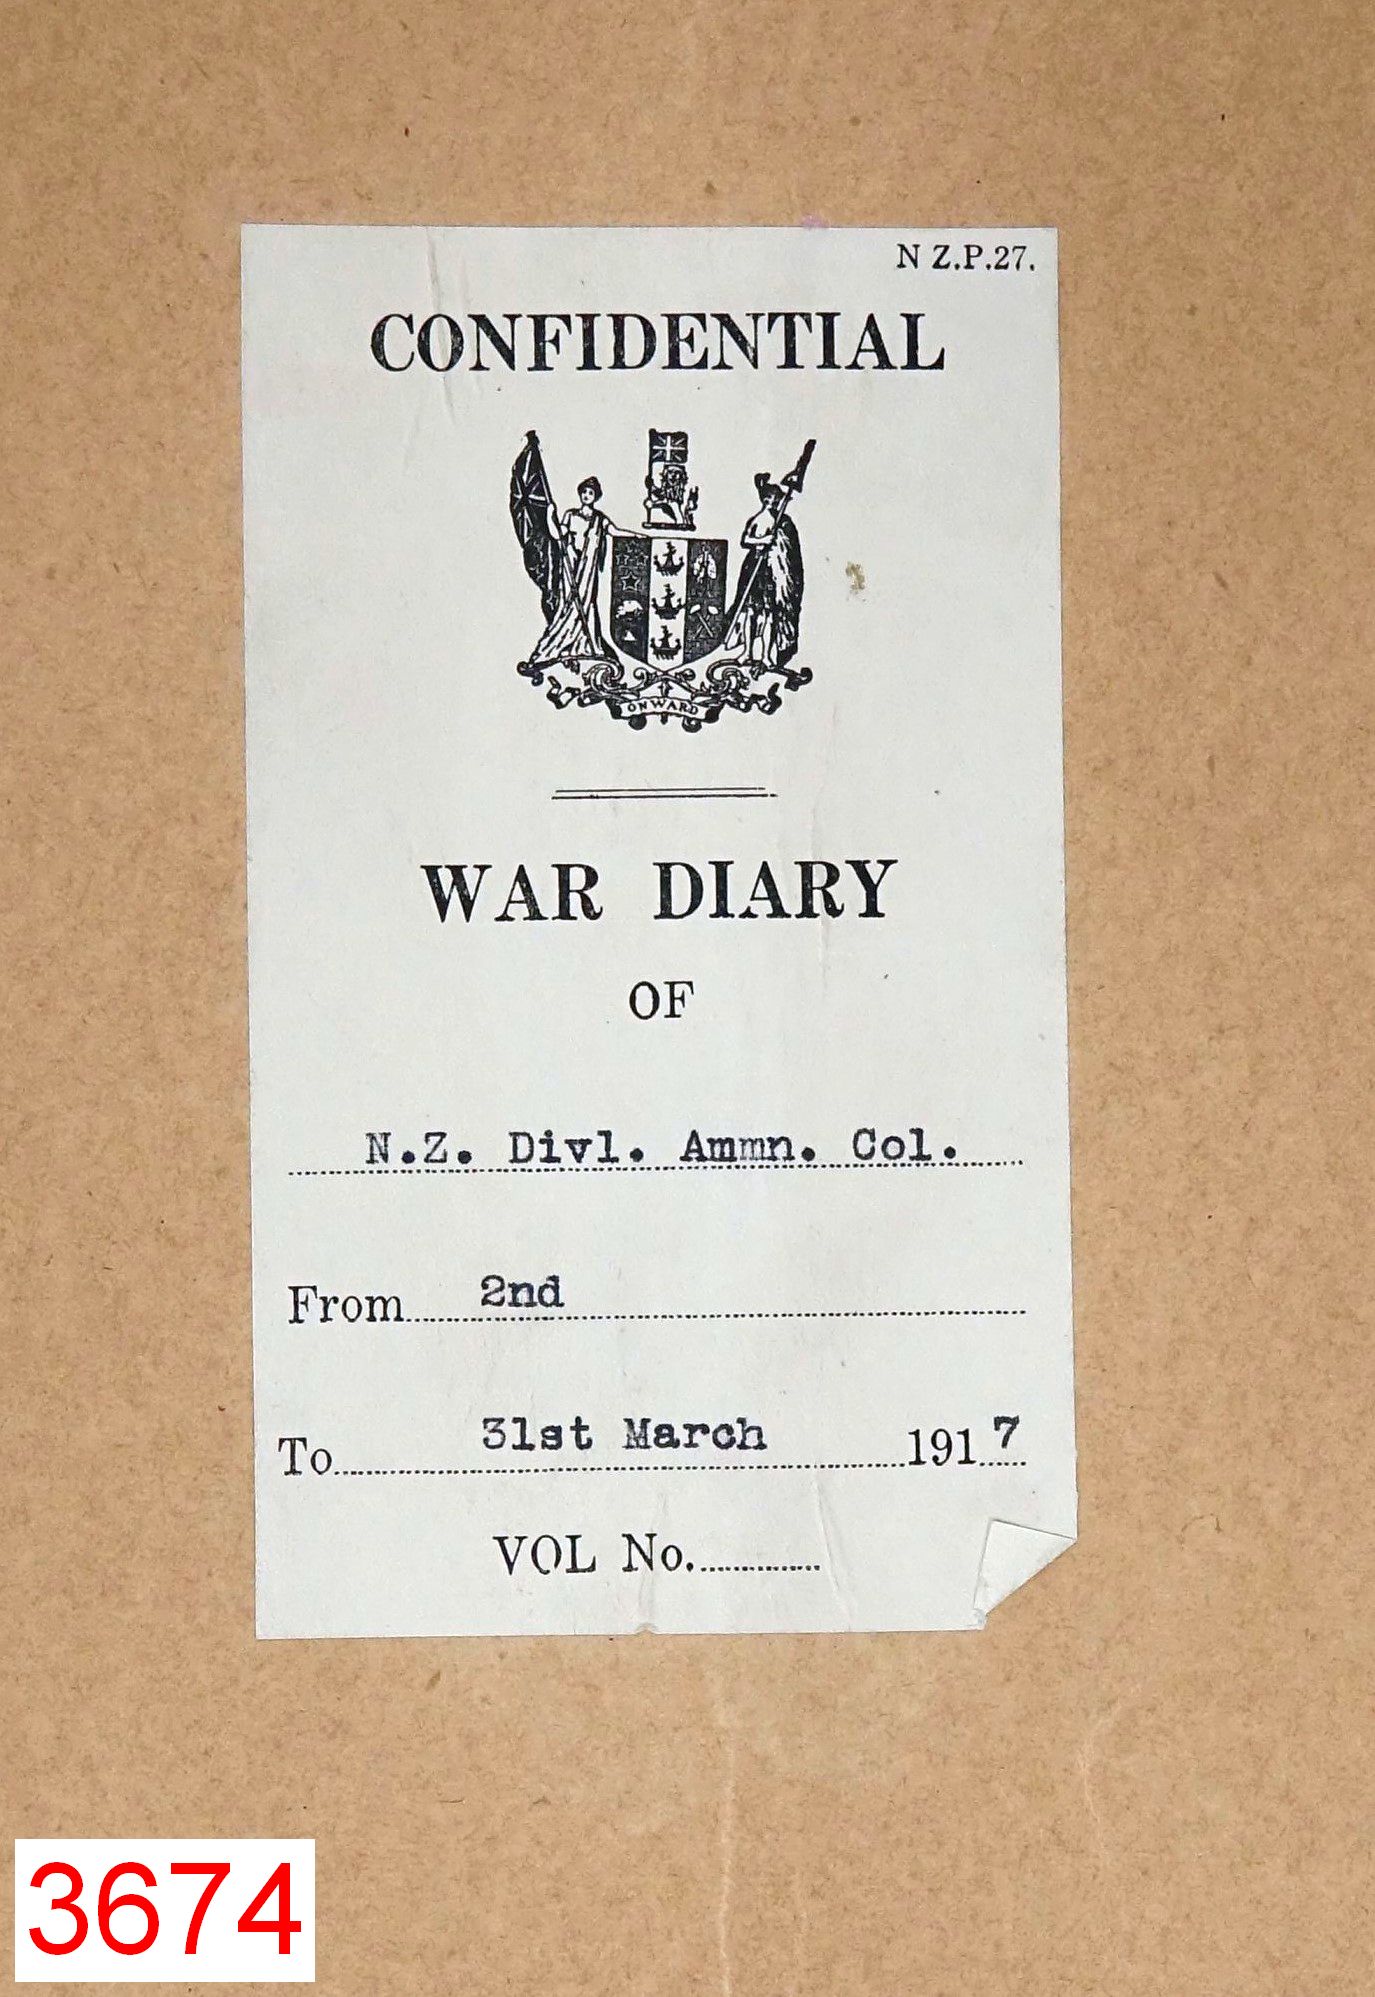 N Z.P.27.
CONFIDENTIAL
ONWARD
WAR DIARY
OF
N.Z. Divl. Ammn. Col.
From 2nd
To 31st March 1917
VOL No.
3674